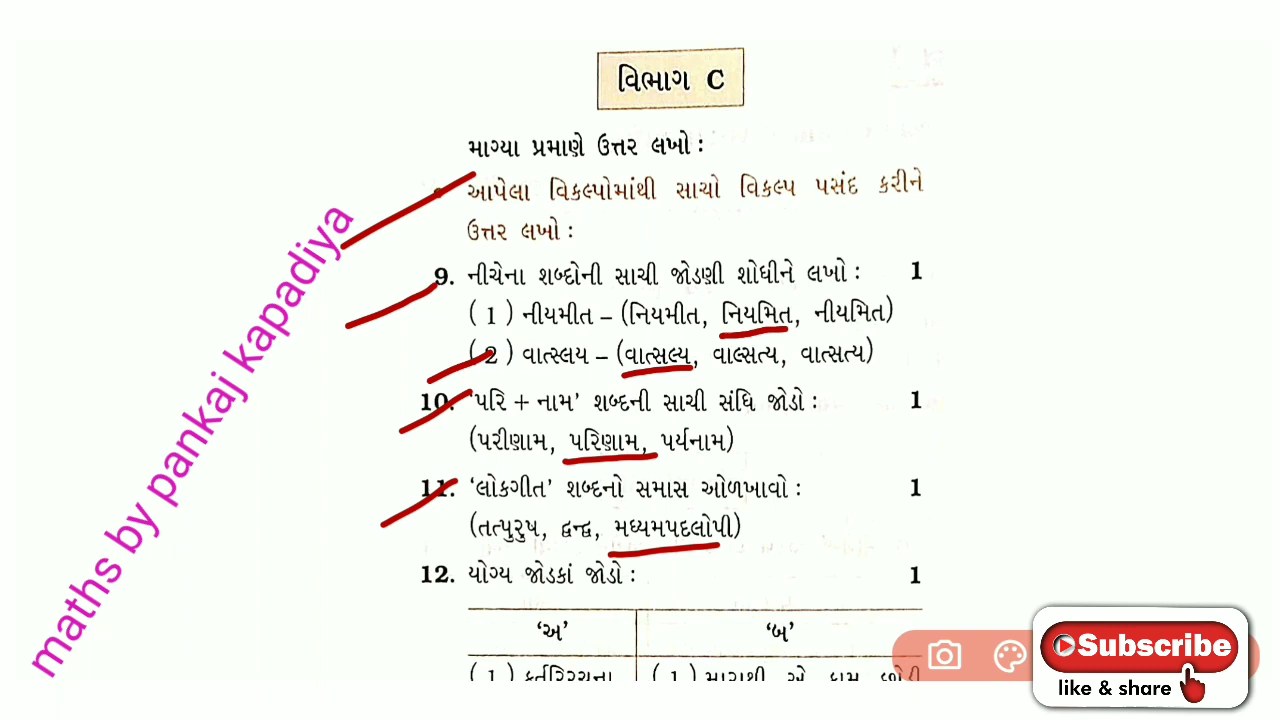 વિભાગ C
માગ્યા પ્રમાણે ઉત્તર લખો :
આપેલા વિકલ્પોમાંથી સાચો વિકલ્પ પસંદ કરીને
ઉત્તર લખો :
9. નીચેના શબ્દોની સાચી જોડણી શોધીને લખો : 1
( 1 ) નીયમીત – (નિયમીત, નિયમિત, નીયમિત)
( 2 ) વાત્સ્લય – (વાત્સલ્ય, વાલ્સત્ય, વાત્સત્ય)
10. ‘પરિ + નામ’ શબ્દની સાચી સંધિ જોડો : 1
(પરીણામ, પરિણામ, પર્યનામ)
11. ‘લોકગીત’ શબ્દનો સમાસ ઓળખાવો : 1
(તત્પુરુષ, દ્વન્દ્વ, મધ્યમપદલોપી)
12. યોગ્ય જોડકાં જોડો : 1
‘અ’ ‘બ’
maths by pankaj kapadiya
Subscribe
like & share